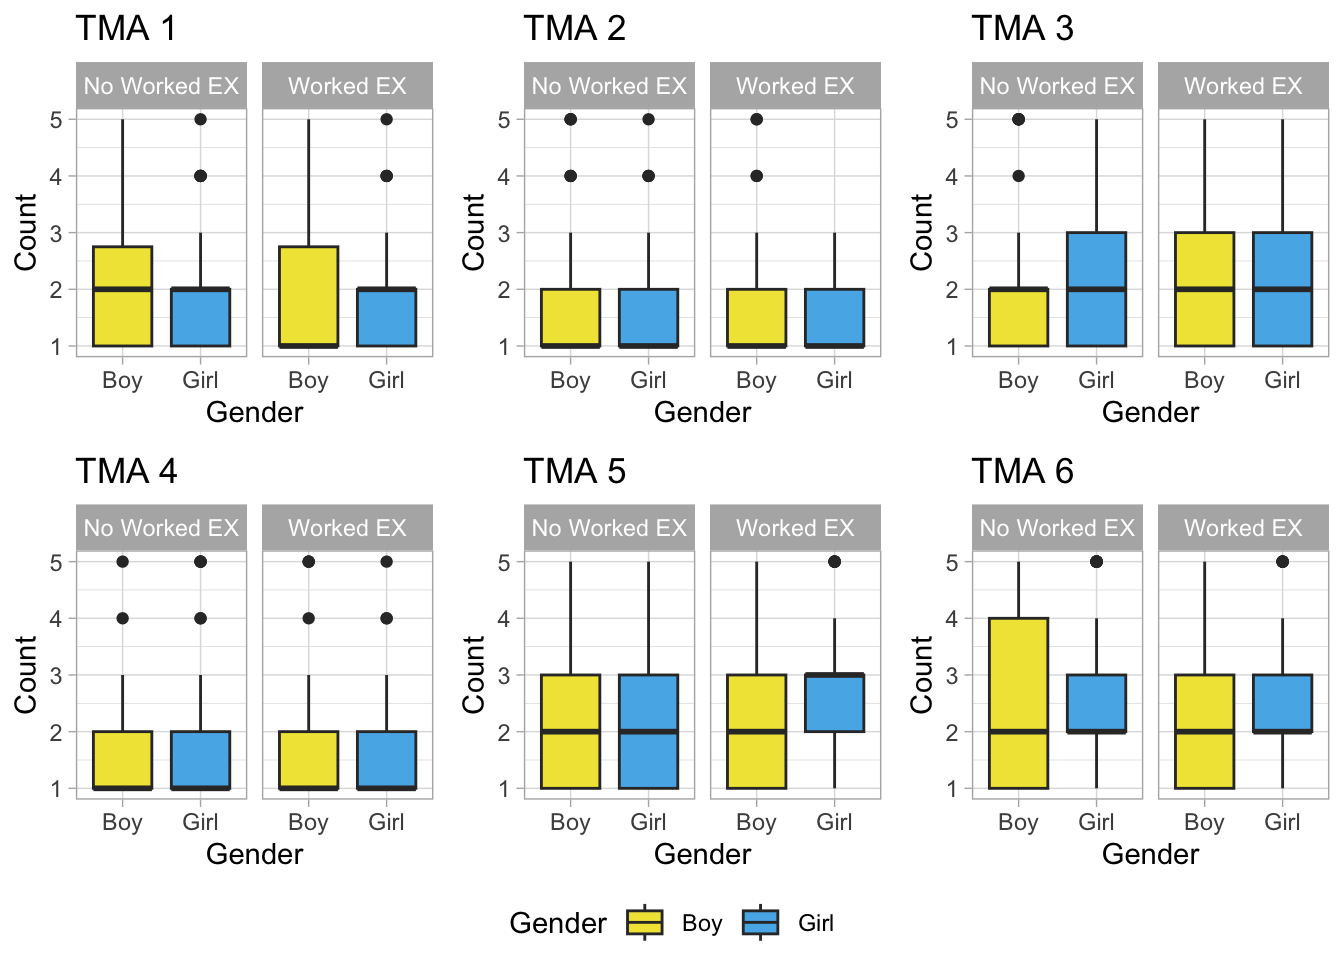 TMA 1 TMA 2 TMA 3
No Worked EX Worked EX No Worked EX Worked EX No Worked EX Worked EX
5 5 5
4 4 4
3 3 3
2 2 2
1 1 1
Count Count Count
Boy Girl Boy Girl Boy Girl Boy Girl Boy Girl Boy Girl
Gender Gender Gender
TMA 4 TMA 5 TMA 6
No Worked EX Worked EX No Worked EX Worked EX No Worked EX Worked EX
5 5 5
4 4 4
3 3 3
2 2 2
1 1 1
Count Count Count
Boy Girl Boy Girl Boy Girl Boy Girl Boy Girl Boy Girl
Gender Gender Gender
Gender Boy Girl